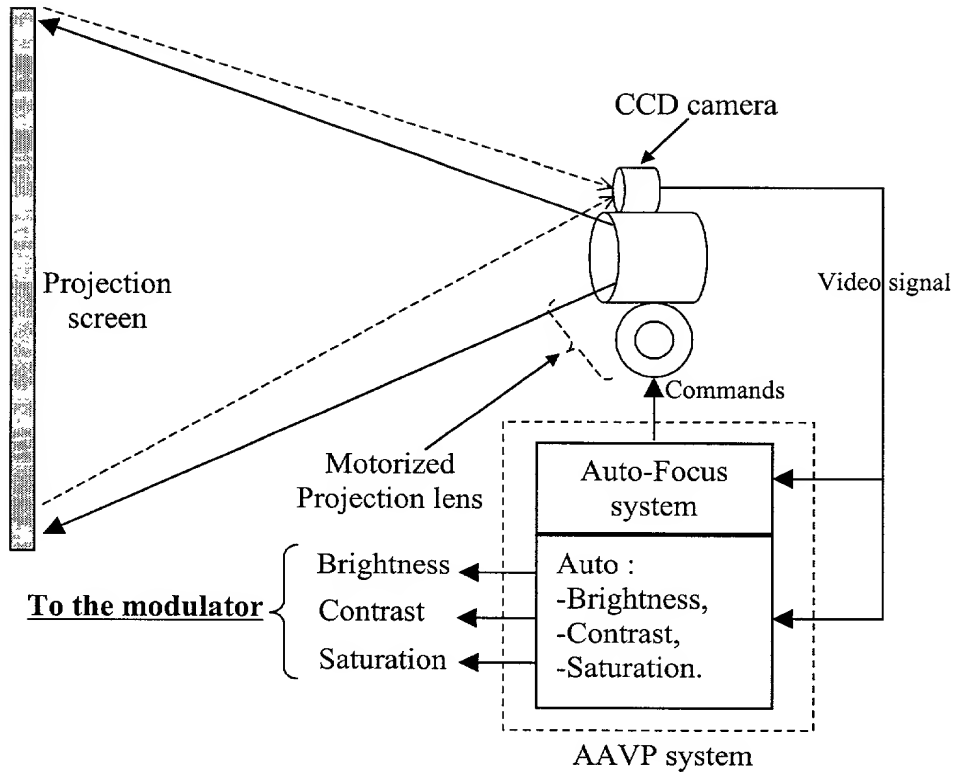 CCD camera
Projection
screen
Video signal
Commands
Motorized
Projection lens
Auto-Focus
system
Brightness
Contrast
Saturation
To the modulator
Auto :
-Brightness,
-Contrast,
-Saturation.
AAVP system